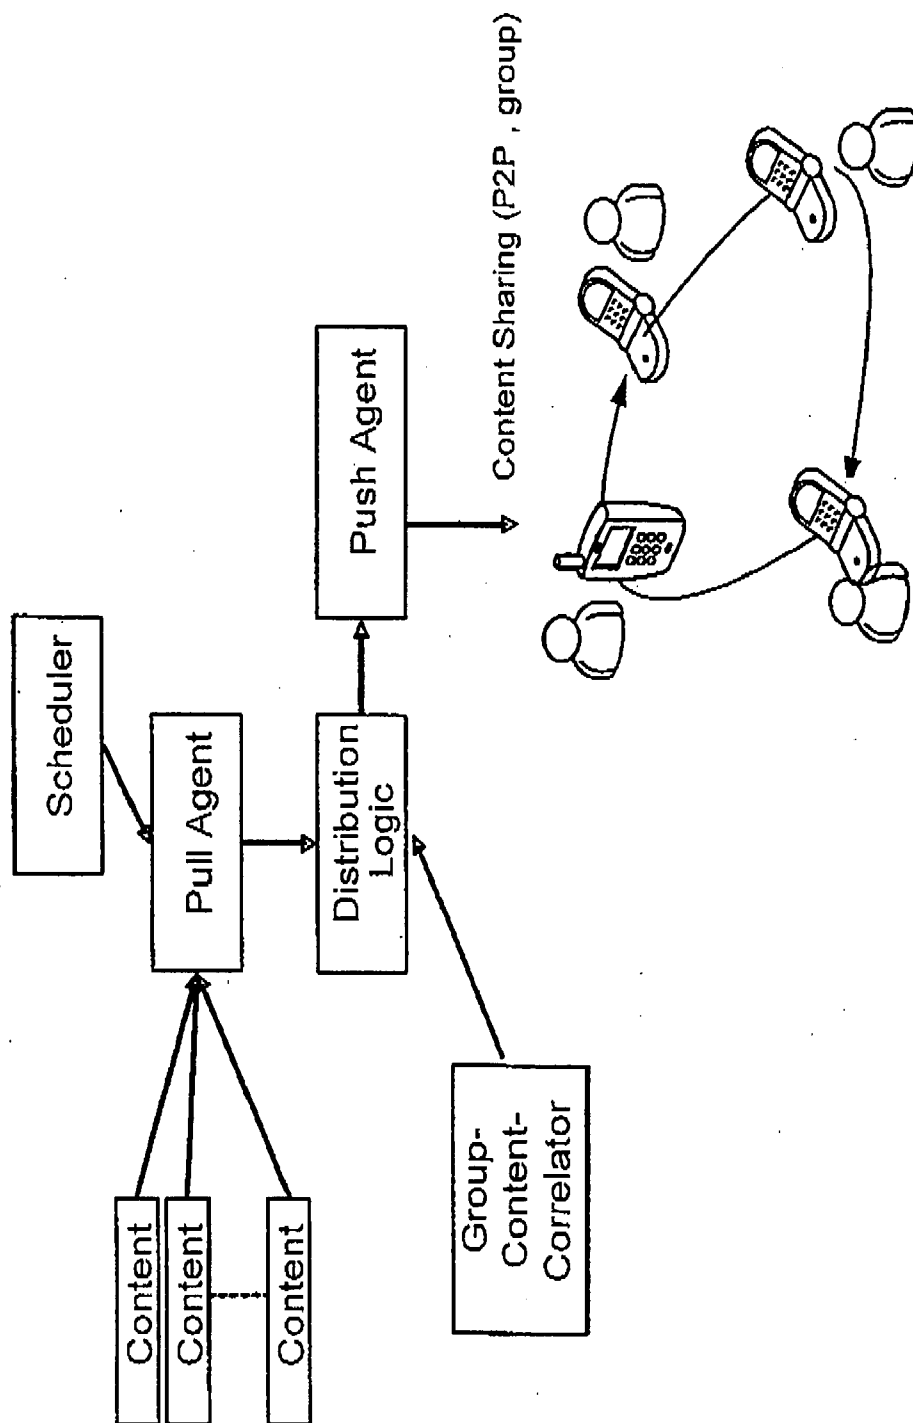 Content
Content
Content
Scheduler
Pull Agent
Distribution
Logic
Push Agent
Group-
Content-
Correlator
Content Sharing (P2P , group)